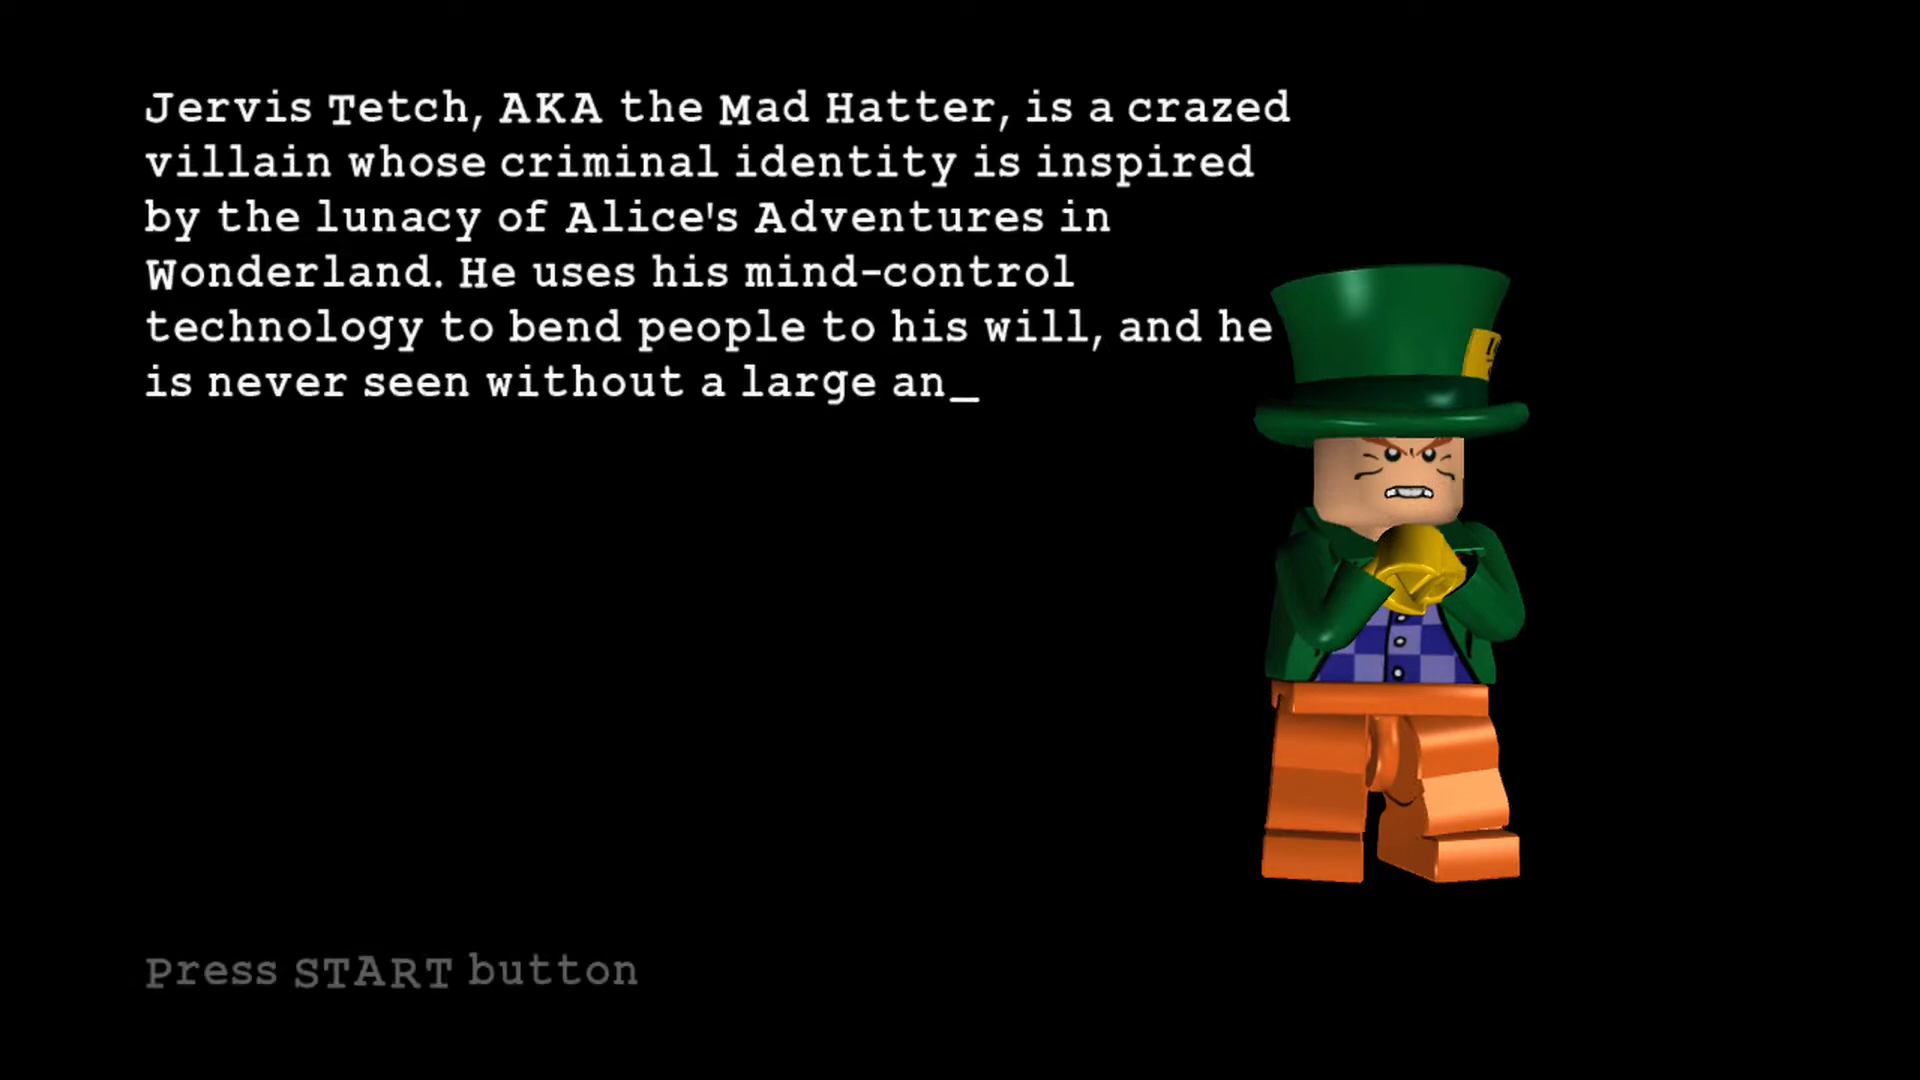 Jervis Tetch, AKA the Mad Hatter, is a crazed
villain whose criminal identity is inspired
by the lunacy of Alice's Adventures in
Wonderland. He uses his mind-control
technology to bend people to his will, and he
is never seen without a large an_
Press START button